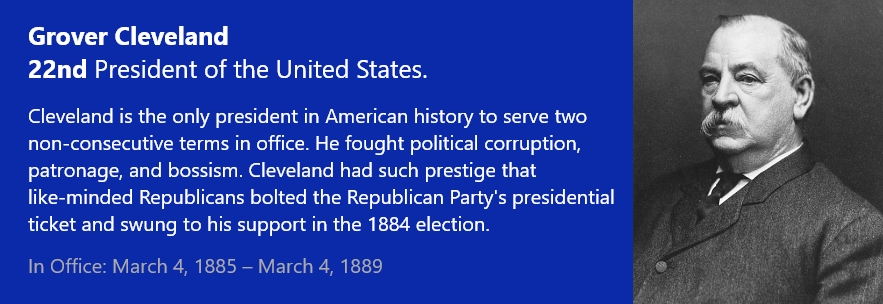 Grover Cleveland
22nd President of the United States.
Cleveland is the only president in American history to serve two
non-consecutive terms in office. He fought political corruption,
patronage, and bossism. Cleveland had such prestige that
like-minded Republicans bolted the Republican Party's presidential
ticket and swung to his support in the 1884 election.
In Office: March 4, 1885 – March 4, 1889